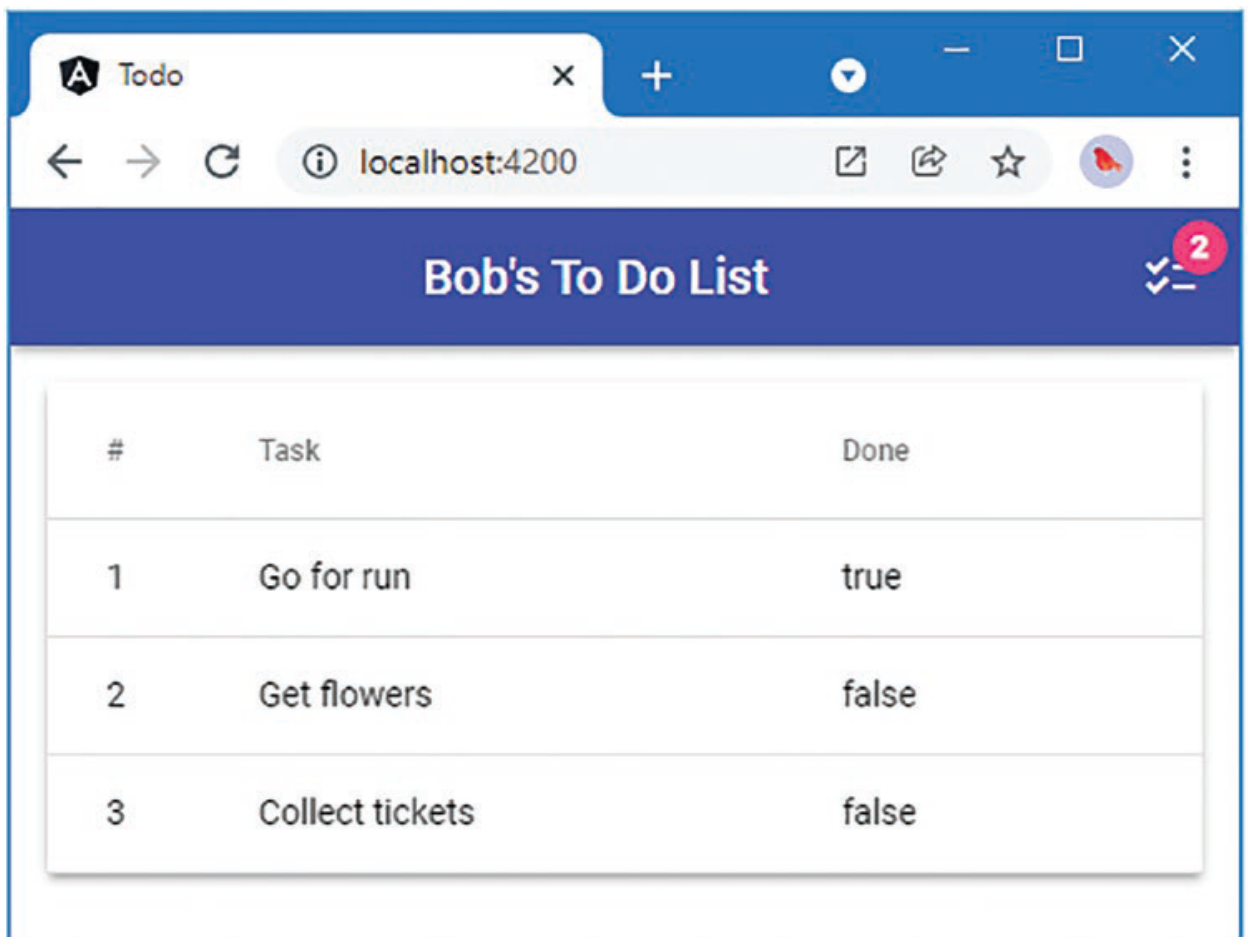 Todo
localhost:4200
Bob's To Do List
2
# Task Done
1 Go for run true
2 Get flowers false
3 Collect tickets false